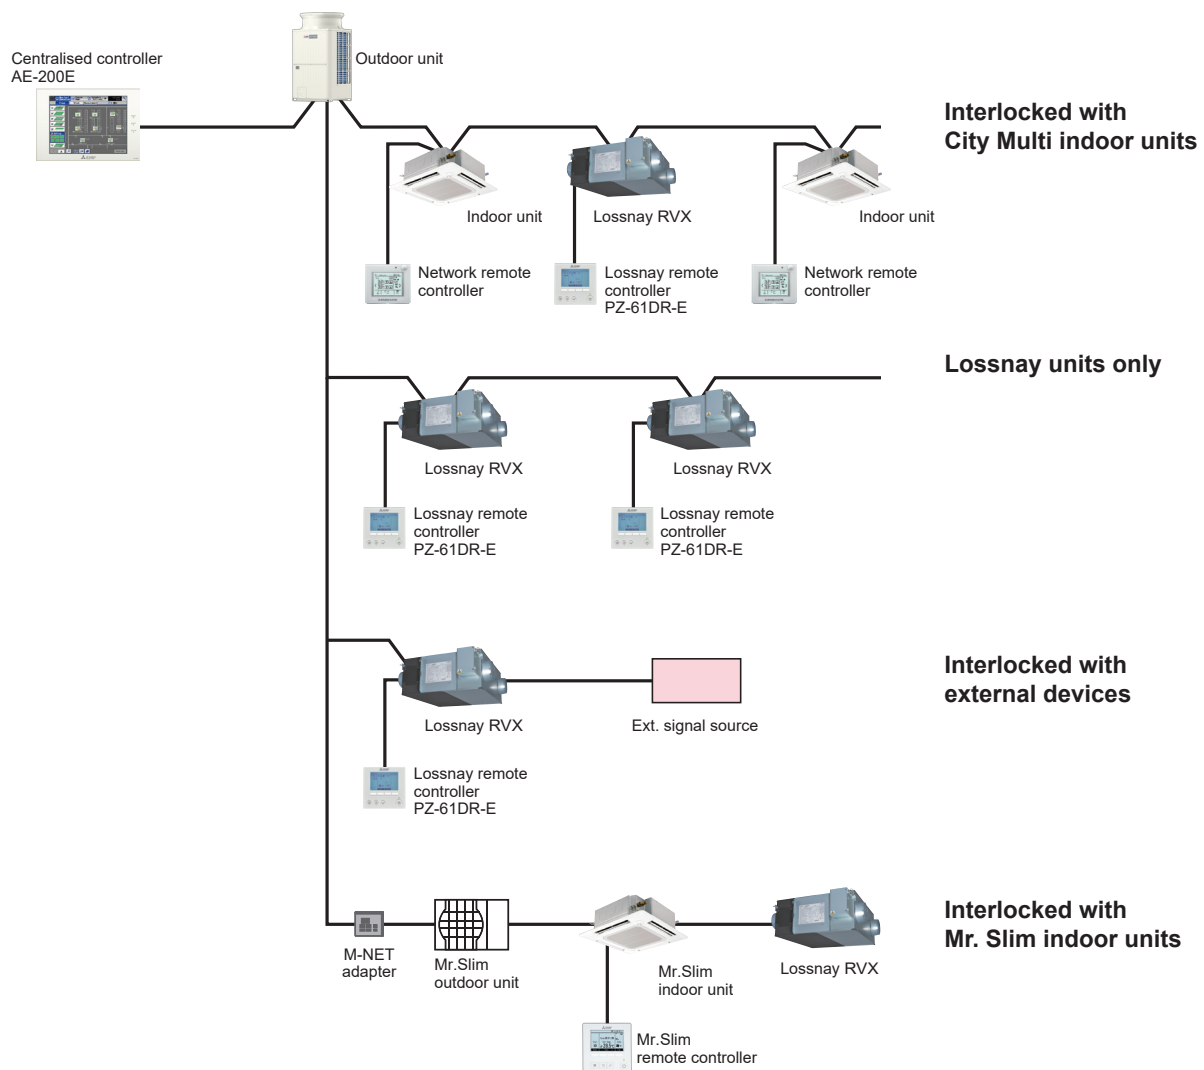 Centralised controller
AE-200E
Outdoor unit
Interlocked with
City Multi indoor units
Indoor unit
Lossnay RVX
Indoor unit
Network remote
controller
Lossnay remote
controller
PZ-61DR-E
Network remote
controller
Lossnay units only
Lossnay RVX
Lossnay RVX
Lossnay remote
controller
PZ-61DR-E
Lossnay remote
controller
PZ-61DR-E
Interlocked with
external devices
Lossnay RVX
Ext. signal source
Lossnay remote
controller
PZ-61DR-E
Interlocked with
Mr. Slim indoor units
M-NET
adapter
Mr.Slim
outdoor unit
Mr.Slim
indoor unit
Lossnay RVX
Mr.Slim
remote controller